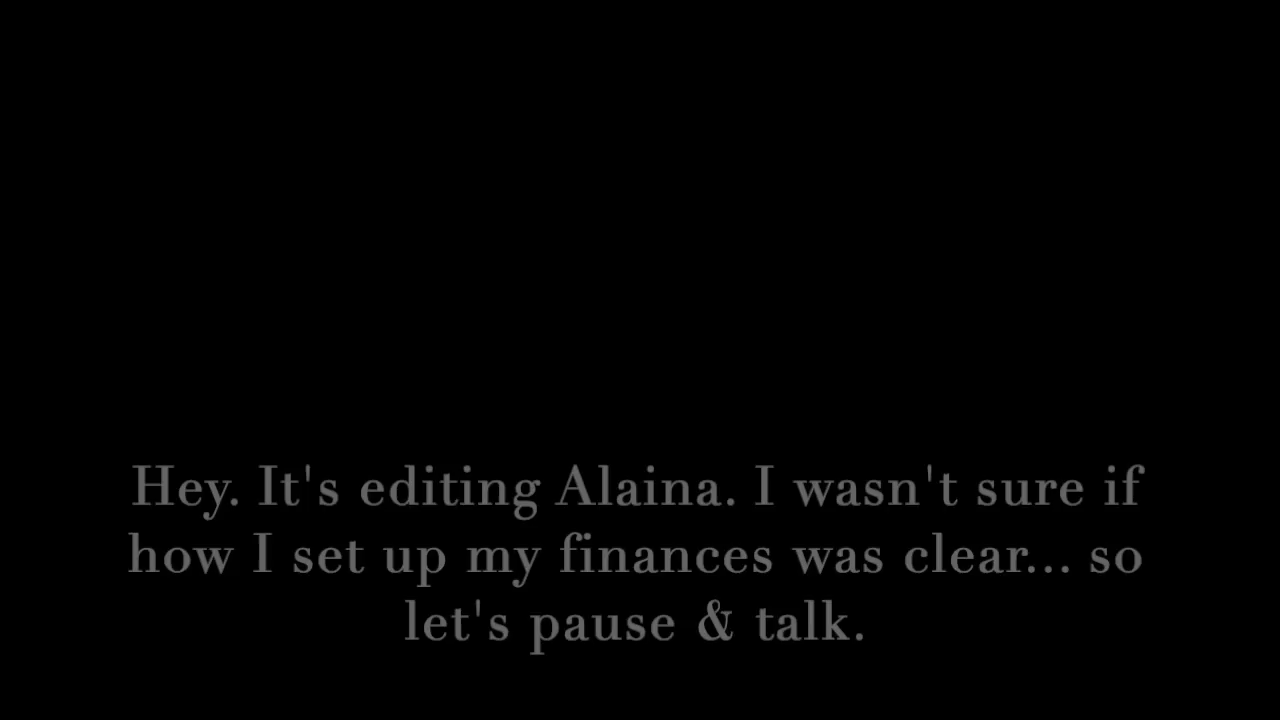 Hey. It's editing Alaina. I wasn't sure if
how I set up my finances was clear... so
let's pause & talk.